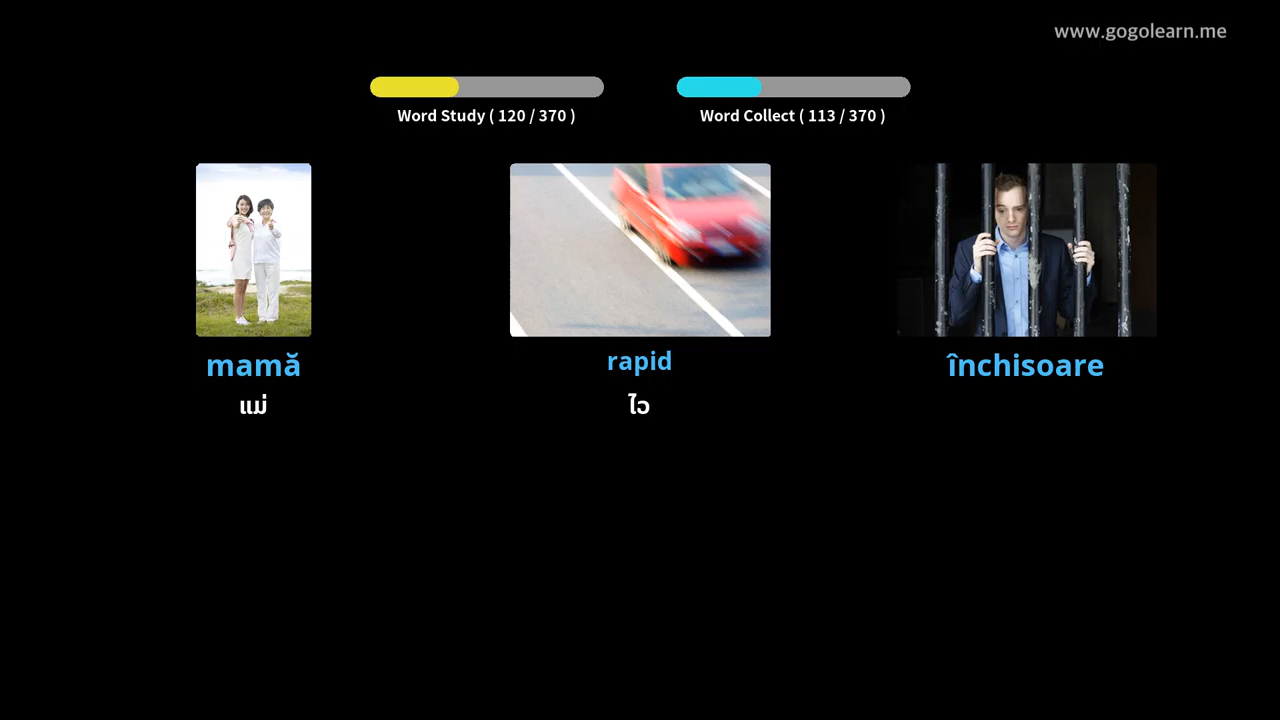 www.gogolearn.me
Word Study ( 120 / 370 )
Word Collect ( 113 / 370 )
mamă
rapid
închisoare
แม่
ไว